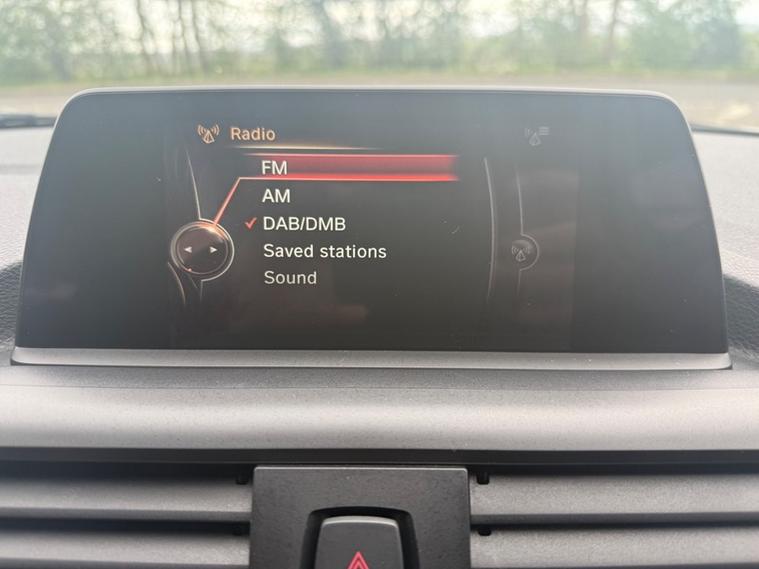 Radio
FM
AM
DAB/DMB
Saved stations
Sound